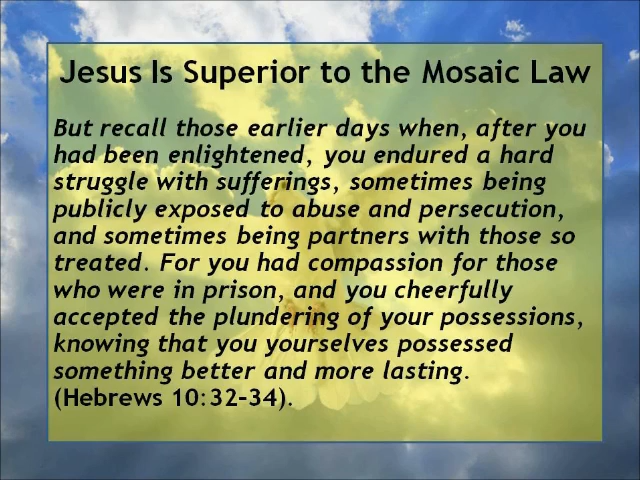 Jesus Is Superior to the Mosaic Law
But recall those earlier days when, after you
had been enlightened, you endured a hard
struggle with sufferings, sometimes being
publicly exposed to abuse and persecution,
and sometimes being partners with those so
treated. For you had compassion for those
who were in prison, and you cheerfully
accepted the plundering of your possessions,
knowing that you yourselves possessed
something better and more lasting.
(Hebrews 10:32-34).